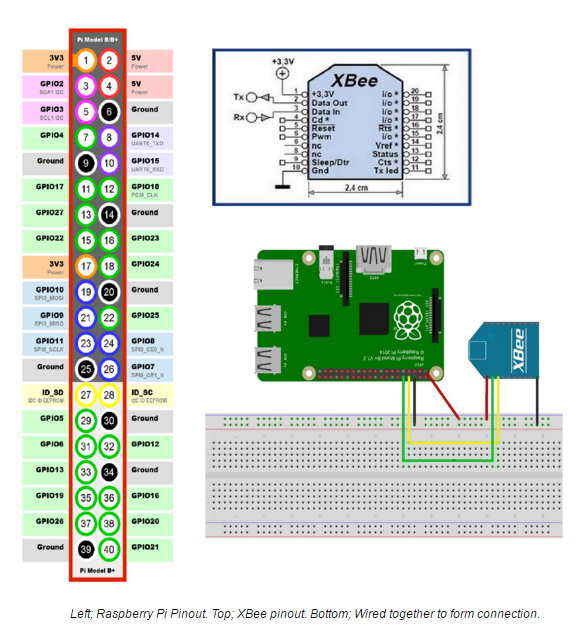 Pi Model B/B+
3V3
Power
1
2
5V
Power
GPIO2
SDA1 I2C
3
4
5V
Power
GPIO3
SCL1 I2C
5
6
Ground
GPIO4
7
8
GPIO14
UART0_TXD
Ground
9
10
GPIO15
UART0_RXD
GPIO17
11
12
GPIO18
PCM_CLK
GPIO27
13
14
Ground
GPIO22
15
16
GPIO23
3V3
Power
17
18
GPIO24
GPIO10
SPI0_MOSI
19
20
Ground
GPIO9
SPI0_MISO
21
22
GPIO25
GPIO11
SPI0_SCLK
23
24
GPIO8
SPI0_CE0_N
Ground
25
26
GPIO7
SPI0_CE1_N
ID_SD
I2C ID EEPROM
27
28
ID_SC
I2C ID EEPROM
GPIO5
29
30
Ground
GPIO6
31
32
GPIO12
GPIO13
33
34
Ground
GPIO19
35
36
GPIO16
GPIO26
37
38
GPIO20
Ground
39
40
GPIO21
Pi Model B+
+3,3V
XBee
Tx
Rx
1 +3,3V
2 Data Out
3 Data In
4 Cd *
5 Reset
6 Pwm
7 nc
8 nc
9 Sleep/Dtr
10 Gnd
i/o * 20
i/o * 19
i/o * 18
i/o * 17
Rts * 16
i/o * 15
Vref * 14
Status 13
Cts * 12
Tx led 11
2,4 cm
2,4 cm
ETHERNET
Audio
HDMI
Power
USB 2x
USB 2x
Raspberry Pi Model B+ V1.2
© Raspberry Pi 2014
GPIO
XBee
Left; Raspberry Pi Pinout. Top; XBee pinout. Bottom; Wired together to form connection.